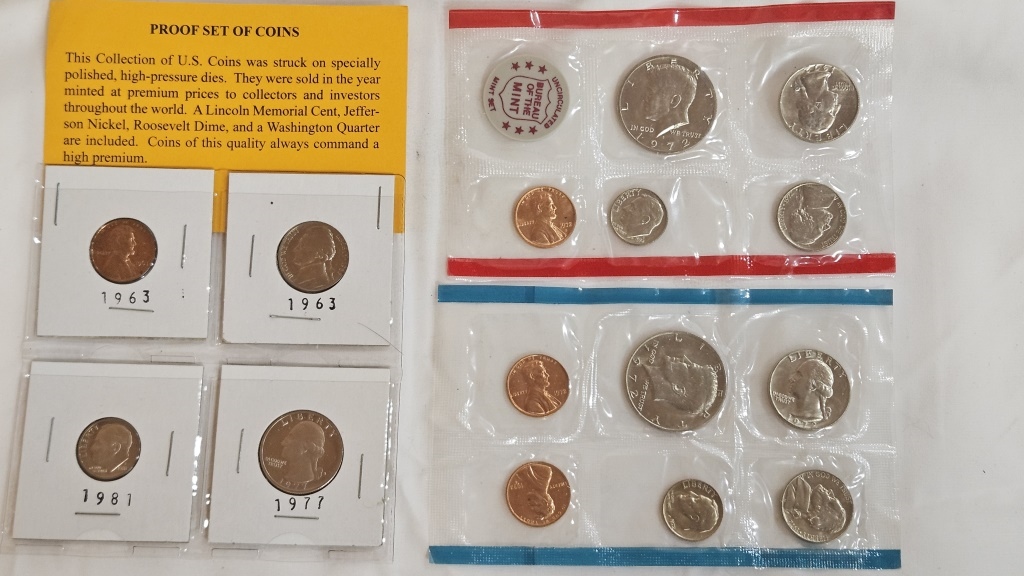 PROOF SET OF COINS
This Collection of U.S. Coins was struck on specially
polished, high-pressure dies. They were sold in the year
minted at premium prices to collectors and investors
throughout the world. A Lincoln Memorial Cent, Jeffer-
son Nickel, Roosevelt Dime, and a Washington Quarter
are included. Coins of this quality always command a
high premium.
1963
1963
1981
LIBERTY
1977
UNCIRCULATED
BUREAU
OF THE
MINT
MINT SET
LIBERTY
IN GOD WE TRUST
1972
LIBERTY
LIBERTY
LIBERTY